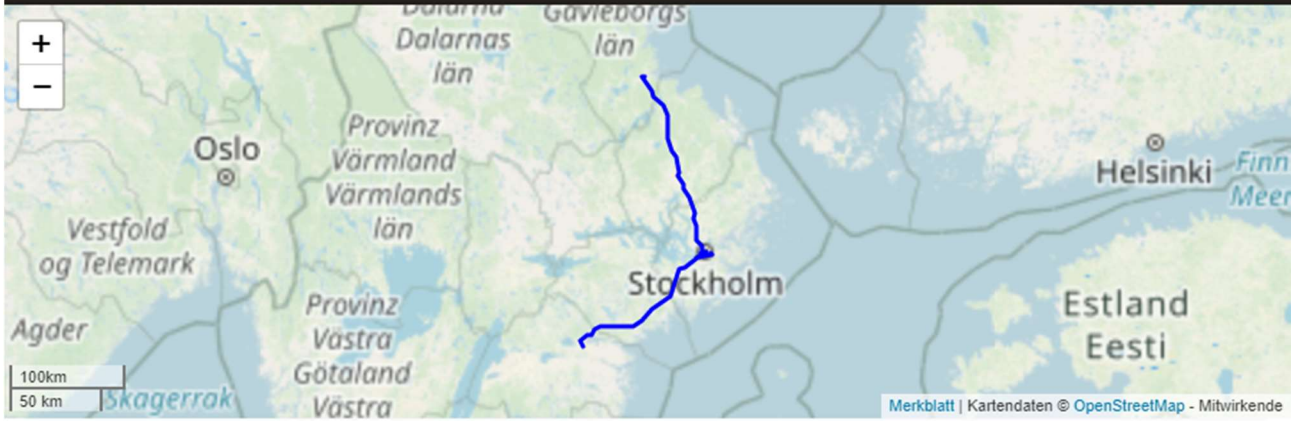 +
−
Dalarna
Dalarnas
län
Gävleborgs
län
Oslo
Provinz
Värmland
Värmlands
län
Helsinki
Finn
Meer
Vestfold
og Telemark
Stockholm
Provinz
Västra
Götaland
Västra
Agder
Estland
Eesti
100km
50 km
Skagerrak
Merkblatt | Kartendaten © OpenStreetMap - Mitwirkende